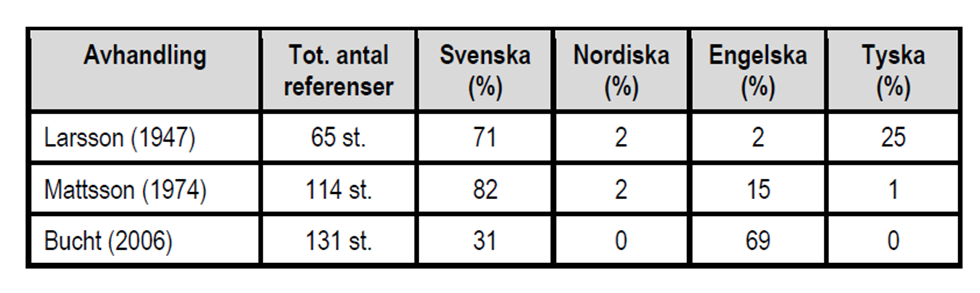 Avhandling Tot. antal referenser Svenska (%) Nordiska (%) Engelska (%) Tyska (%)
Larsson (1947) 65 st. 71 2 2 25
Mattsson (1974) 114 st. 82 2 15 1
Bucht (2006) 131 st. 31 0 69 0